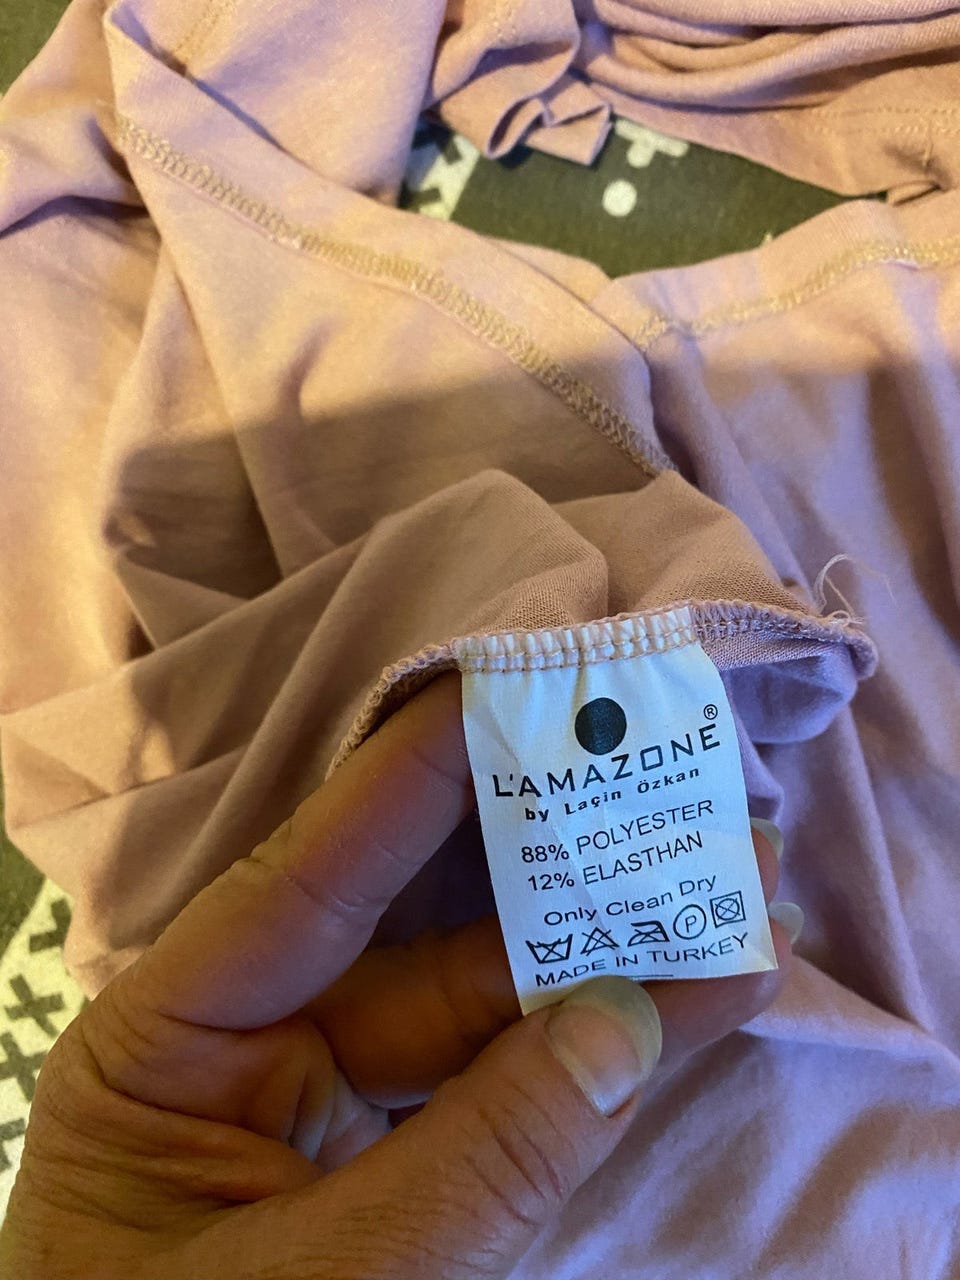 ®
L'AMAZONE
by Laçin Özkan
88% POLYESTER
12% ELASTHAN
Only Clean Dry
P
MADE IN TURKEY